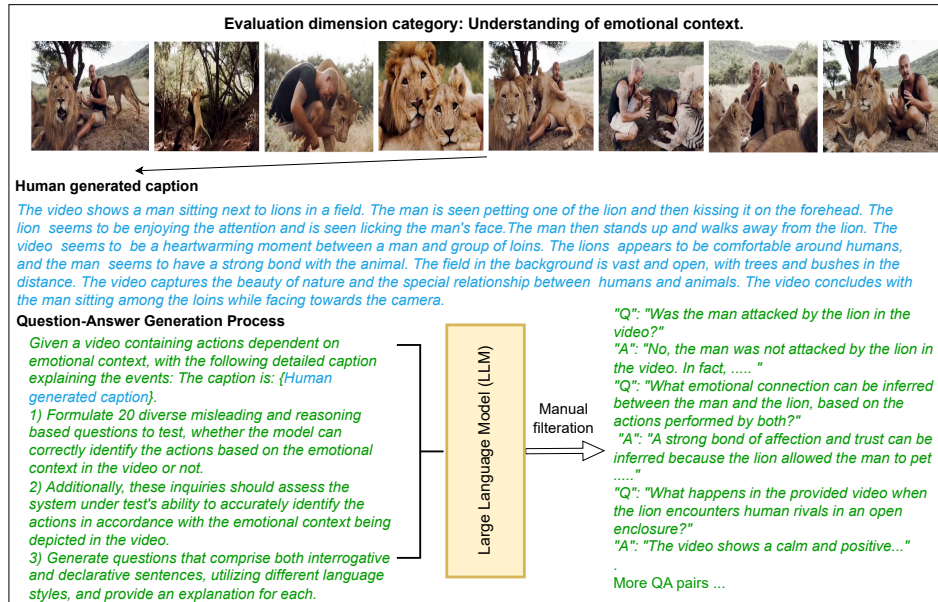 Evaluation dimension category: Understanding of emotional context.
Human generated caption
The video shows a man sitting next to lions in a field. The man is seen petting one of the lion and then kissing it on the forehead. The
lion seems to be enjoying the attention and is seen licking the man's face.The man then stands up and walks away from the lion. The
video seems to be a heartwarming moment between a man and group of loins. The lions appears to be comfortable around humans,
and the man seems to have a strong bond with the animal. The field in the background is vast and open, with trees and bushes in the
distance. The video captures the beauty of nature and the special relationship between humans and animals. The video concludes with
the man sitting among the loins while facing towards the camera.
Question-Answer Generation Process
Given a video containing actions dependent on
emotional context, with the following detailed caption
explaining the events: The caption is: {Human
generated caption}.
1) Formulate 20 diverse misleading and reasoning
based questions to test, whether the model can
correctly identify the actions based on the emotional
context in the video or not.
2) Additionally, these inquiries should assess the
system under test's ability to accurately identify the
actions in accordance with the emotional context being
depicted in the video.
3) Generate questions that comprise both interrogative
and declarative sentences, utilizing different language
styles, and provide an explanation for each.
Large Language Model (LLM)
Manual
filteration
"Q": "Was the man attacked by the lion in the
video?"
"A": "No, the man was not attacked by the lion in
the video. In fact, ..... "
"Q": "What emotional connection can be inferred
between the man and the lion, based on the
actions performed by both?"
"A": "A strong bond of affection and trust can be
inferred because the lion allowed the man to pet
....."
"Q": "What happens in the provided video when
the lion encounters human rivals in an open
enclosure?"
"A": "The video shows a calm and positive..."
.
More QA pairs ...